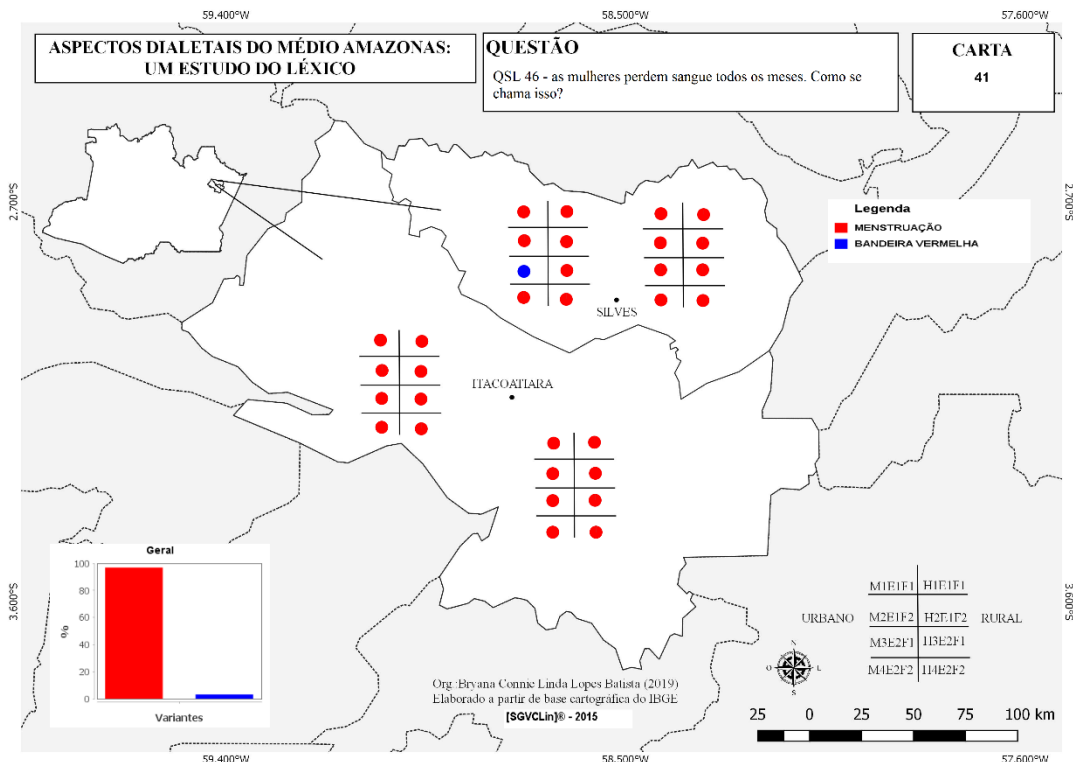 59.400°W
58.500°W
57.600°W
ASPECTOS DIALETAIS DO MÉDIO AMAZONAS:
UM ESTUDO DO LÉXICO
QUESTÃO
QSL 46 - as mulheres perdem sangue todos os meses. Como se
chama isso?
CARTA
41
2.700°S
2.700°S
Legenda
MENSTRUAÇÃO
BANDEIRA VERMELHA
SILVES
ITACOATIARA
Geral
100
80
60
40
20
0
%
Variantes
3.600°S
3.600°S
M1E1F1 H1E1F1
URBANO M2E1F2 H2E1F2 RURAL
M3E2F1 H3E2F1
M4E2F2 H4E2F2
N
O L
S
Org.:Bryana Connie Linda Lopes Batista (2019)
Elaborado a partir de base cartográfica do IBGE
[SGVCLin]® - 2015
25 0 25 50 75 100 km
59.400°W
58.500°W
57.600°W